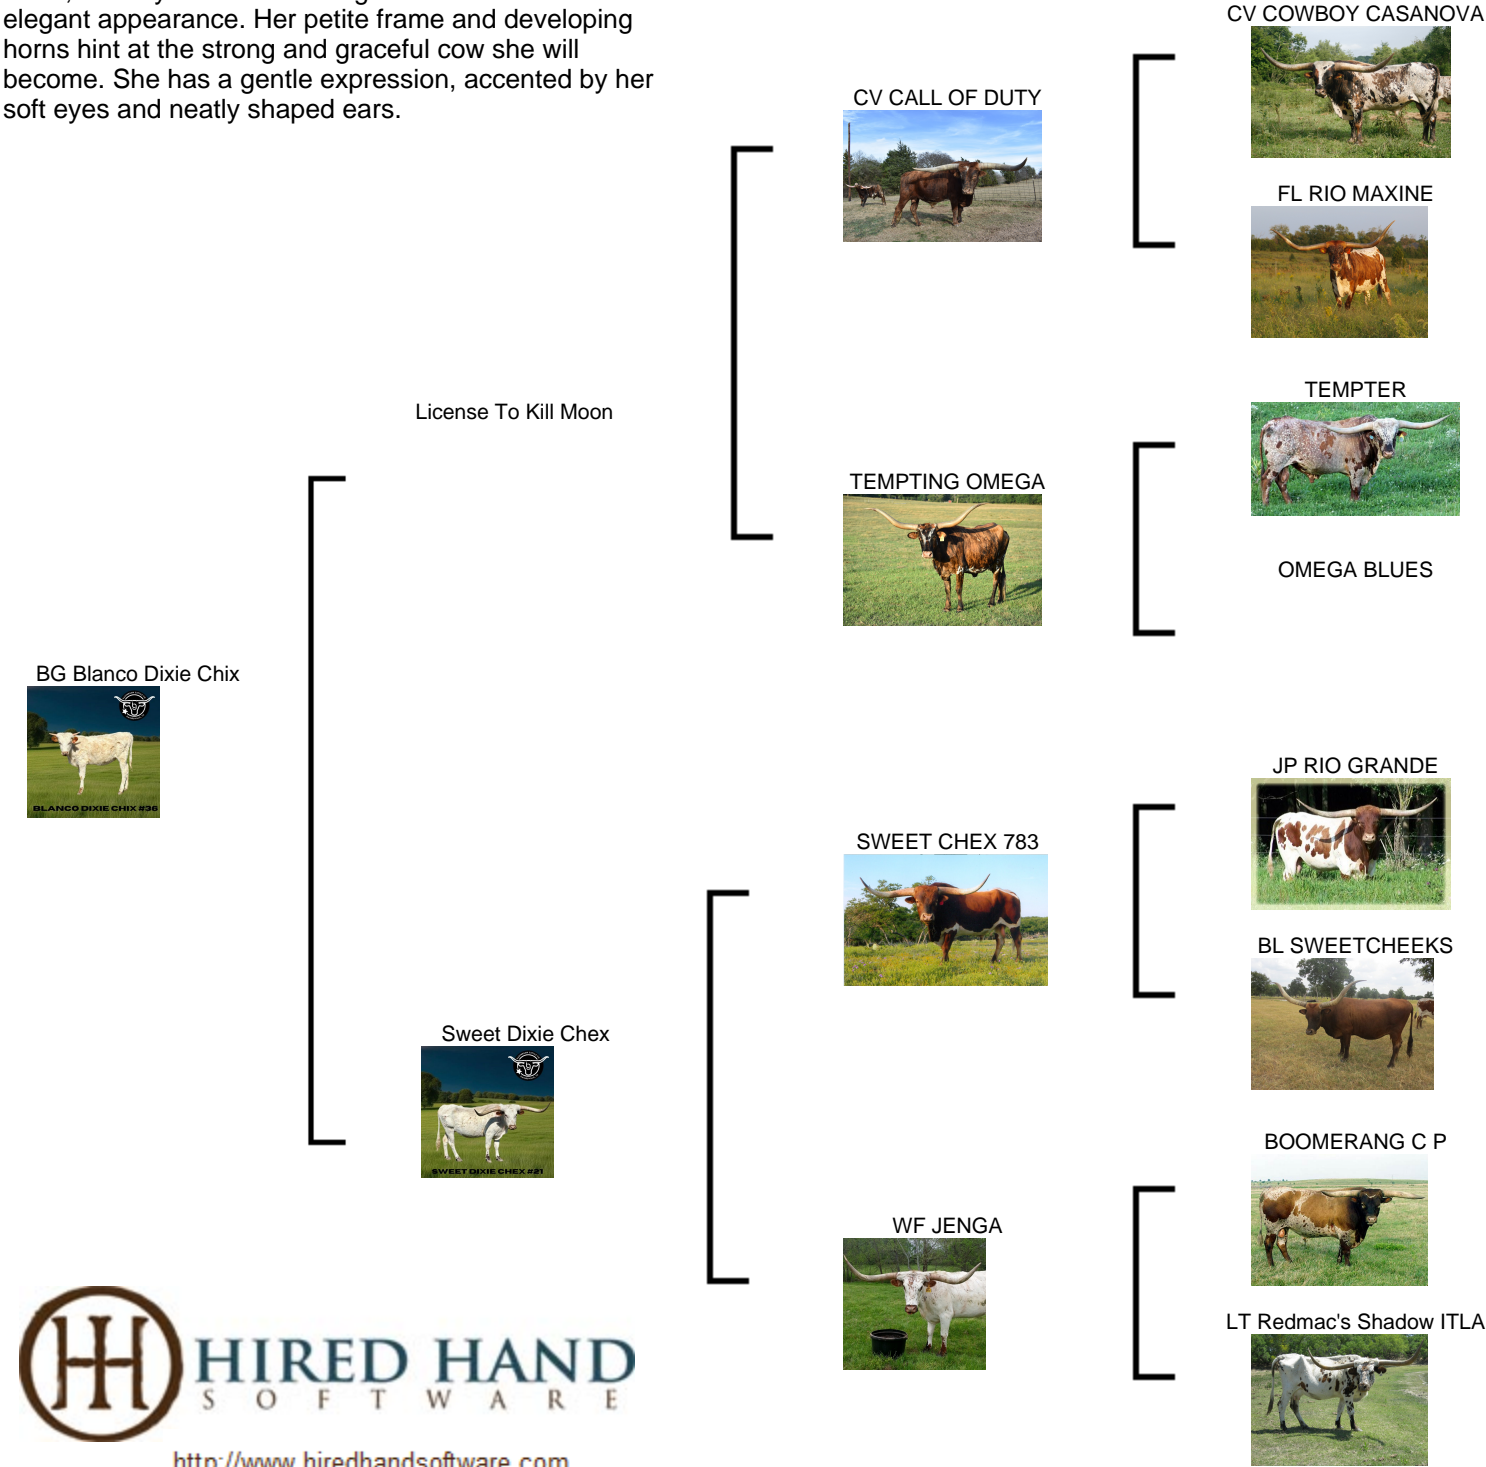 elegant appearance. Her petite frame and developing
horns hint at the strong and graceful cow she will
become. She has a gentle expression, accented by her
soft eyes and neatly shaped ears.
CV COWBOY CASANOVA
CV CALL OF DUTY
FL RIO MAXINE
License To Kill Moon
TEMPTER
TEMPTING OMEGA
OMEGA BLUES
BG Blanco Dixie Chix
BLANCO DIXIE CHIX #36
JP RIO GRANDE
SWEET CHEX 783
BL SWEETCHEEKS
Sweet Dixie Chex
SWEET DIXIE CHEX #21
BOOMERANG C P
WF JENGA
LT Redmac's Shadow ITLA
HIRED HAND
SOFTWARE
http://www.hiredhandsoftware.com